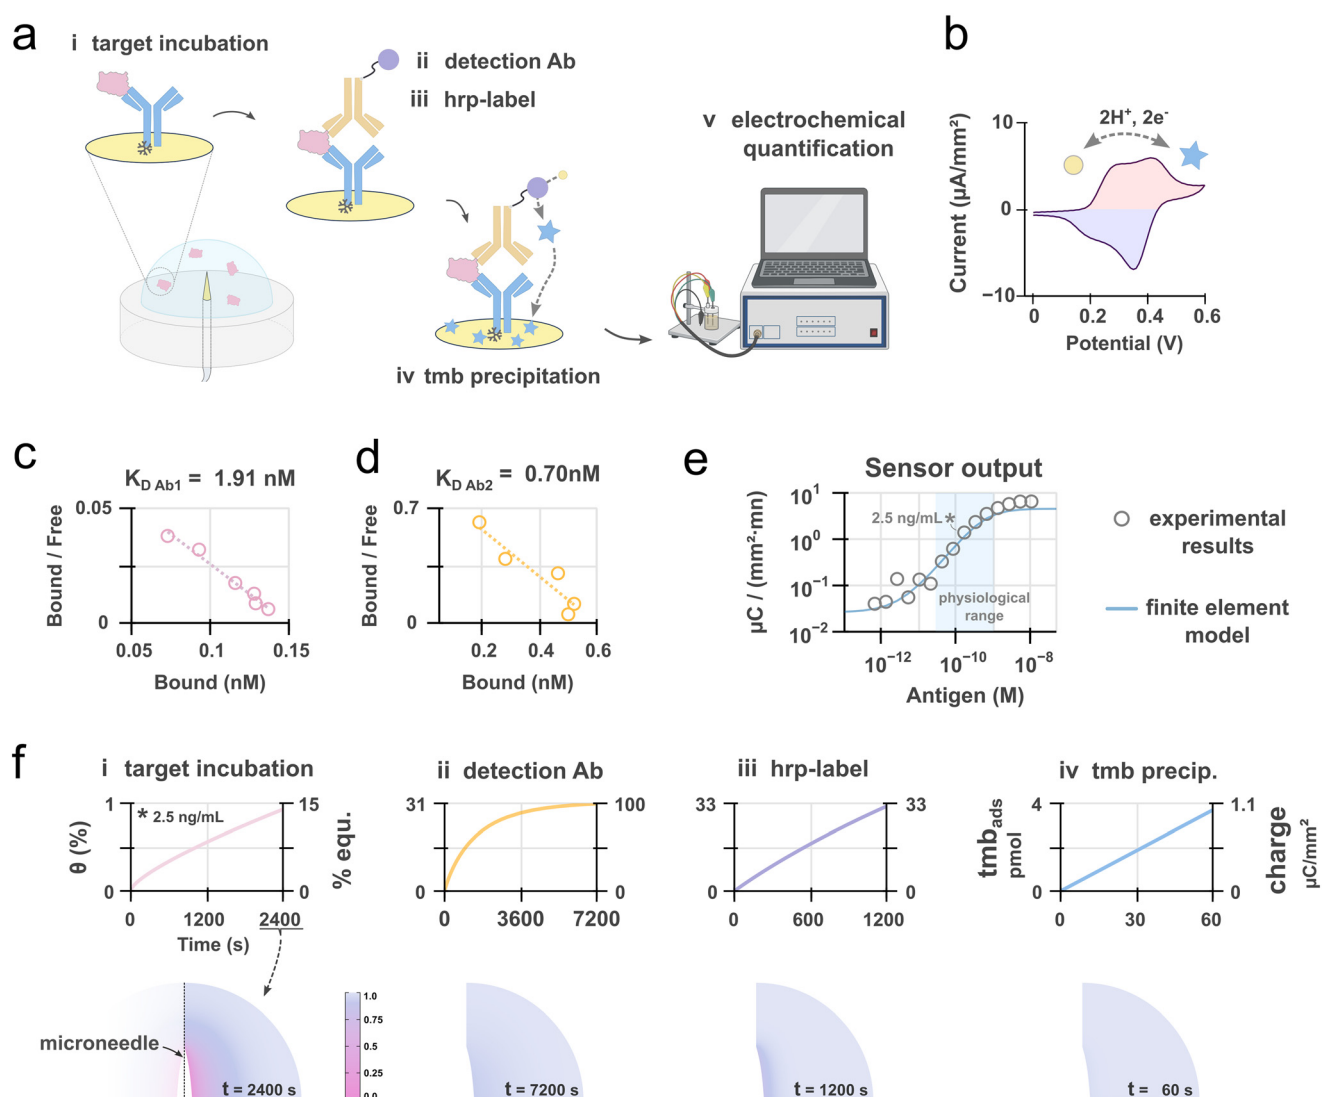 a
i target incubation
ii detection Ab
iii hrp-label
iv tmb precipitation
v electrochemical
quantification
b
2H⁺, 2e⁻
Current (µA/mm²)
10
0
−10
0 0.2 0.4 0.6
Potential (V)
c
K_D Ab1 = 1.91 nM
Bound / Free
0.05
0
0.05 0.1 0.15
Bound (nM)
d
K_D Ab2 = 0.70nM
Bound / Free
0.7
0
0.2 0.4 0.6
Bound (nM)
e
Sensor output
µC / (mm²·mn)
10¹
10⁰
10⁻¹
10⁻²
2.5 ng/mL *
physiological
range
10⁻¹² 10⁻¹⁰ 10⁻⁸
Antigen (M)
experimental
results
finite element
model
f
i target incubation
θ (%)
1
0
* 2.5 ng/mL
15
0
% equ.
0 1200 2400
Time (s)
ii detection Ab
31
0
100
0
0 3600 7200
iii hrp-label
33
0
33
0
0 600 1200
iv tmb precip.
tmb_ads
pmol
4
0
1.1
0
charge
µC/mm²
0 30 60
microneedle
t = 2400 s
1.0
0.75
0.5
0.25
0.0
t = 7200 s
t = 1200 s
t = 60 s